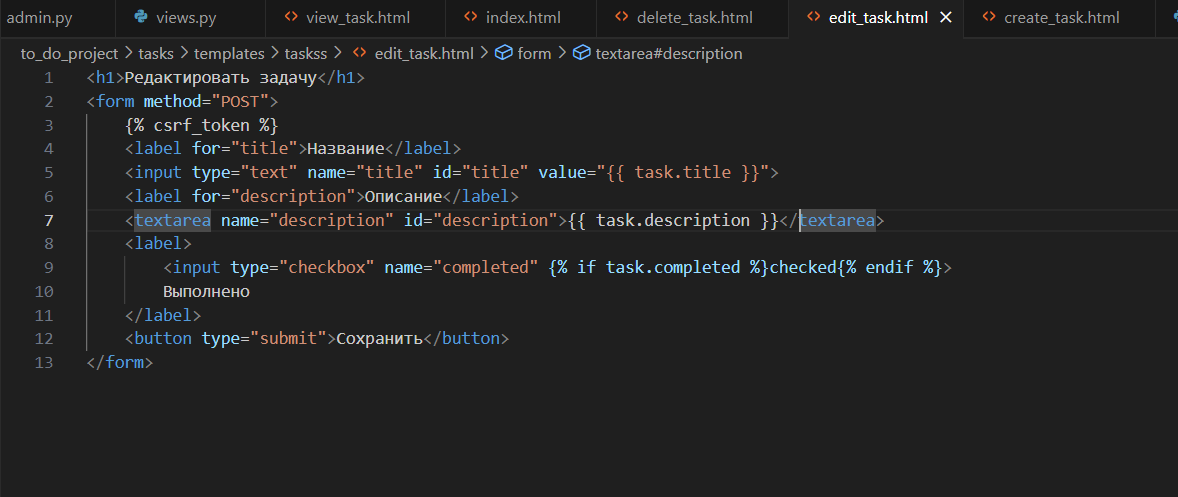 admin.py views.py view_task.html index.html delete_task.html edit_task.html create_task.html
to_do_project > tasks > templates > taskss > edit_task.html > form > textarea#description
1 <h1>Редактировать задачу</h1>
2 <form method="POST">
3 {% csrf_token %}
4 <label for="title">Название</label>
5 <input type="text" name="title" id="title" value="{{ task.title }}">
6 <label for="description">Описание</label>
7 <textarea name="description" id="description">{{ task.description }}</textarea>
8 <label>
9 <input type="checkbox" name="completed" {% if task.completed %}checked{% endif %}>
10 Выполнено
11 </label>
12 <button type="submit">Сохранить</button>
13 </form>